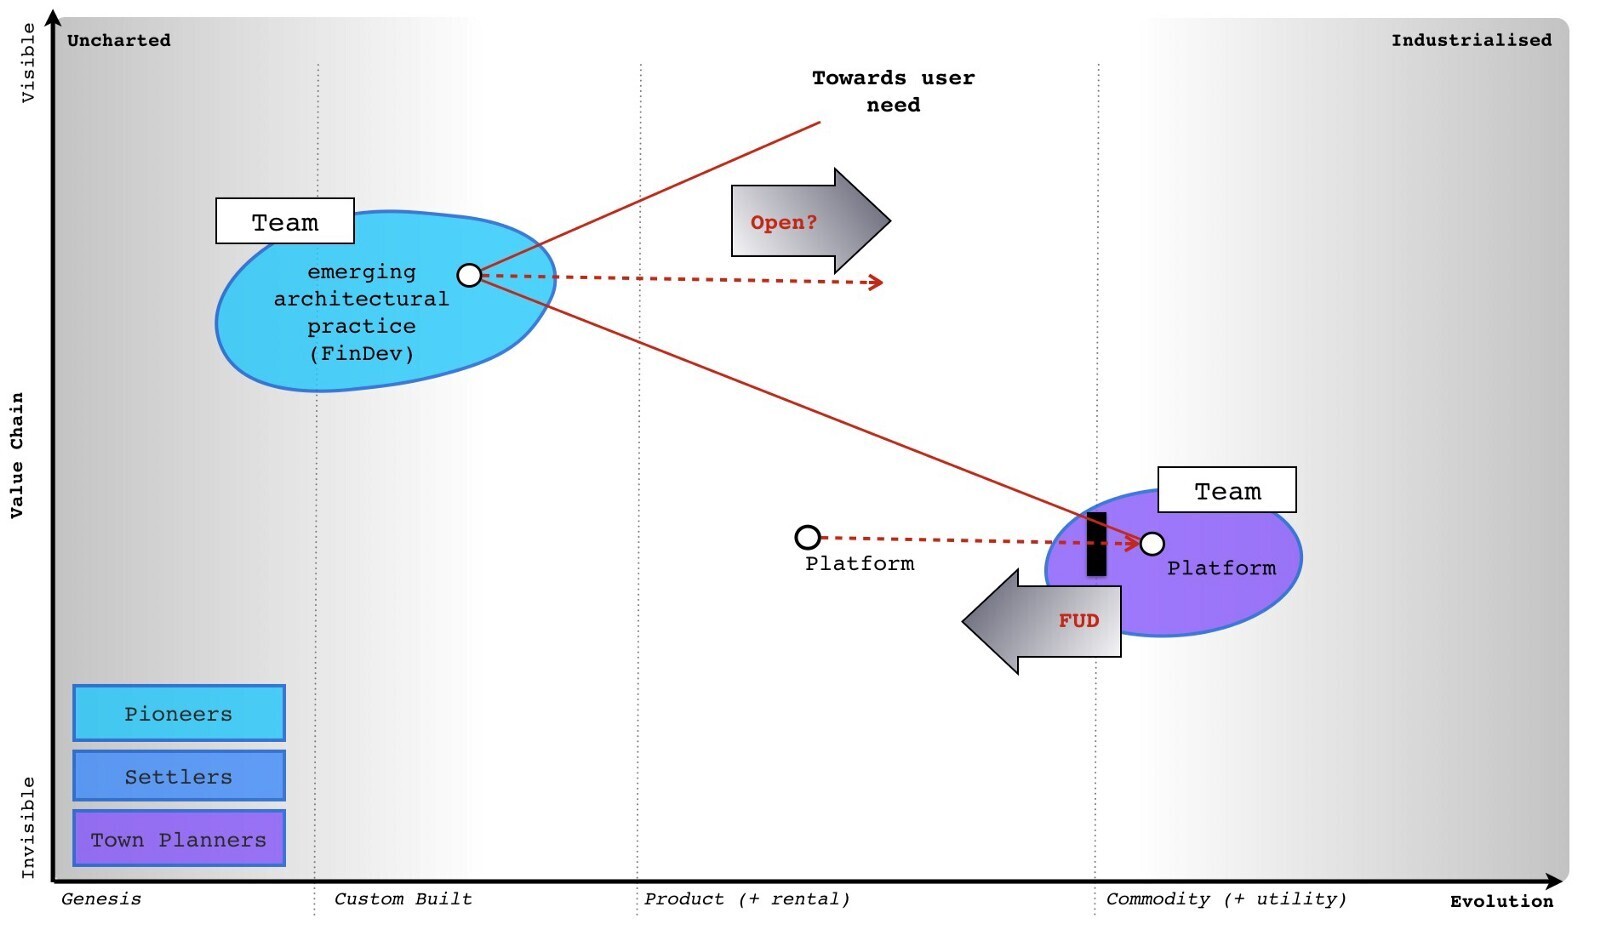 Visible
Uncharted
Industrialised
Towards user
need
Team
Open?
emerging
architectural
practice
(FinDev)
Value Chain
Team
Platform
Platform
FUD
Pioneers
Settlers
Town Planners
Invisible
Genesis
Custom Built
Product (+ rental)
Commodity (+ utility)
Evolution